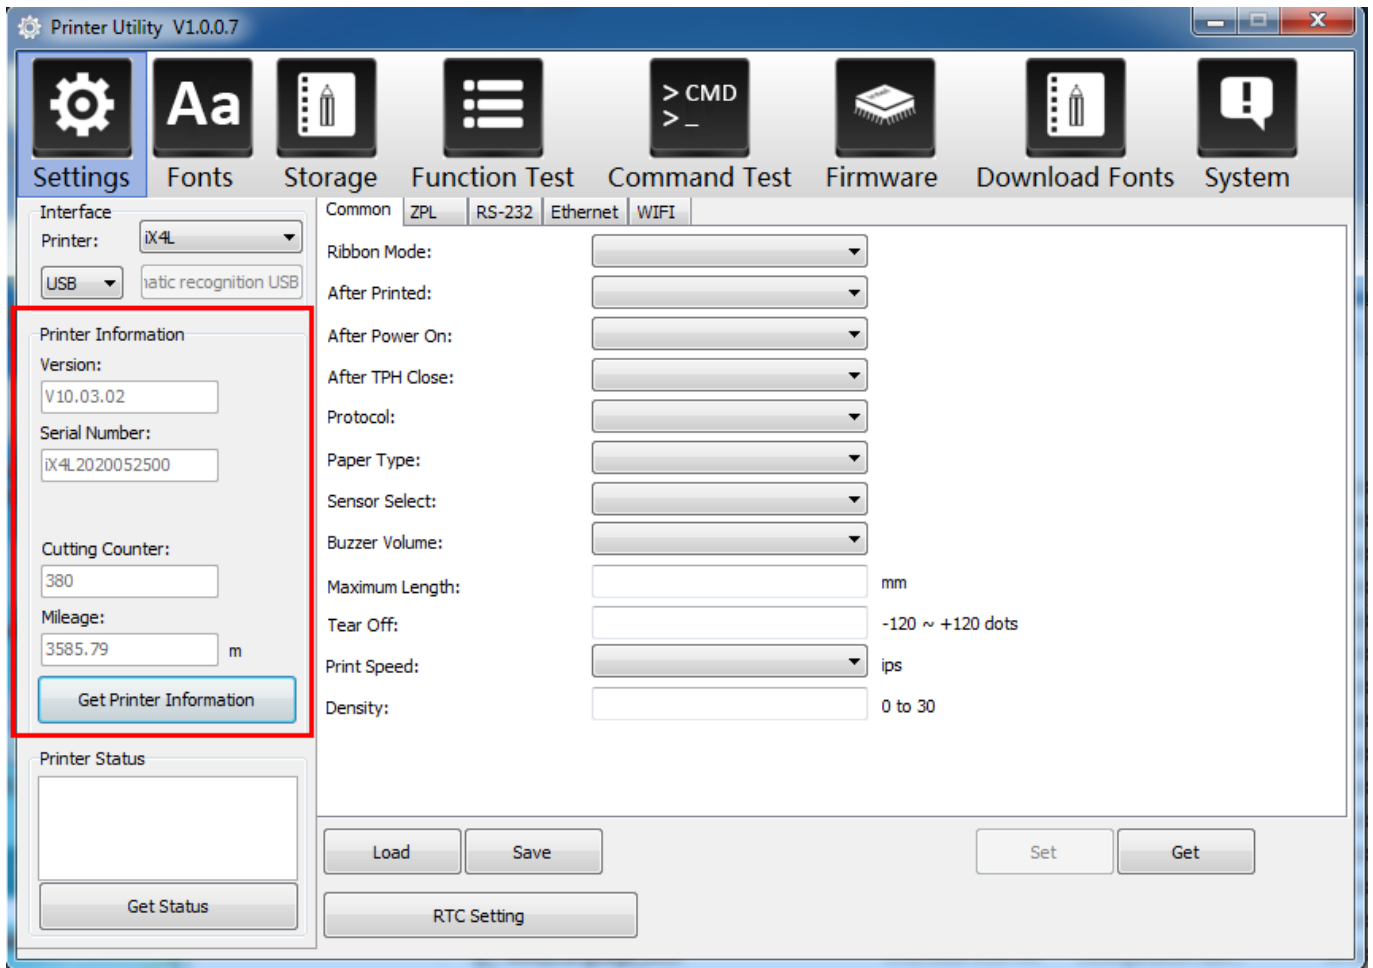 Printer Utility V1.0.0.7
Aa
> CMD
> _
Settings Fonts Storage Function Test Command Test Firmware Download Fonts System
Interface
Printer: iX4L
USB natic recognition USB
Printer Information
Version:
V10.03.02
Serial Number:
iX4L2020052500
Cutting Counter:
380
Mileage:
3585.79 m
Get Printer Information
Printer Status
Get Status
Common ZPL RS-232 Ethernet WIFI
Ribbon Mode:
After Printed:
After Power On:
After TPH Close:
Protocol:
Paper Type:
Sensor Select:
Buzzer Volume:
Maximum Length: mm
Tear Off: -120 ~ +120 dots
Print Speed: ips
Density: 0 to 30
Load Save Set Get
RTC Setting